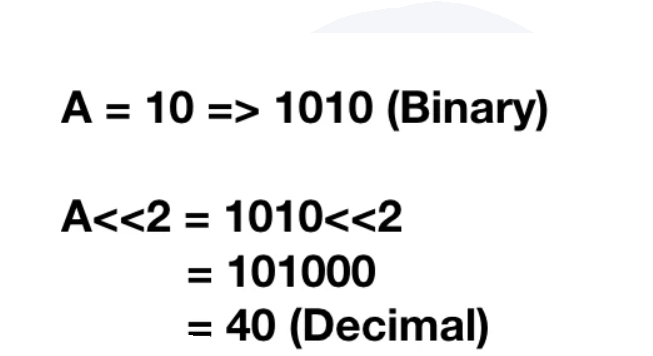 A = 10 => 1010 (Binary)
A<<2 = 1010<<2
= 101000
= 40 (Decimal)